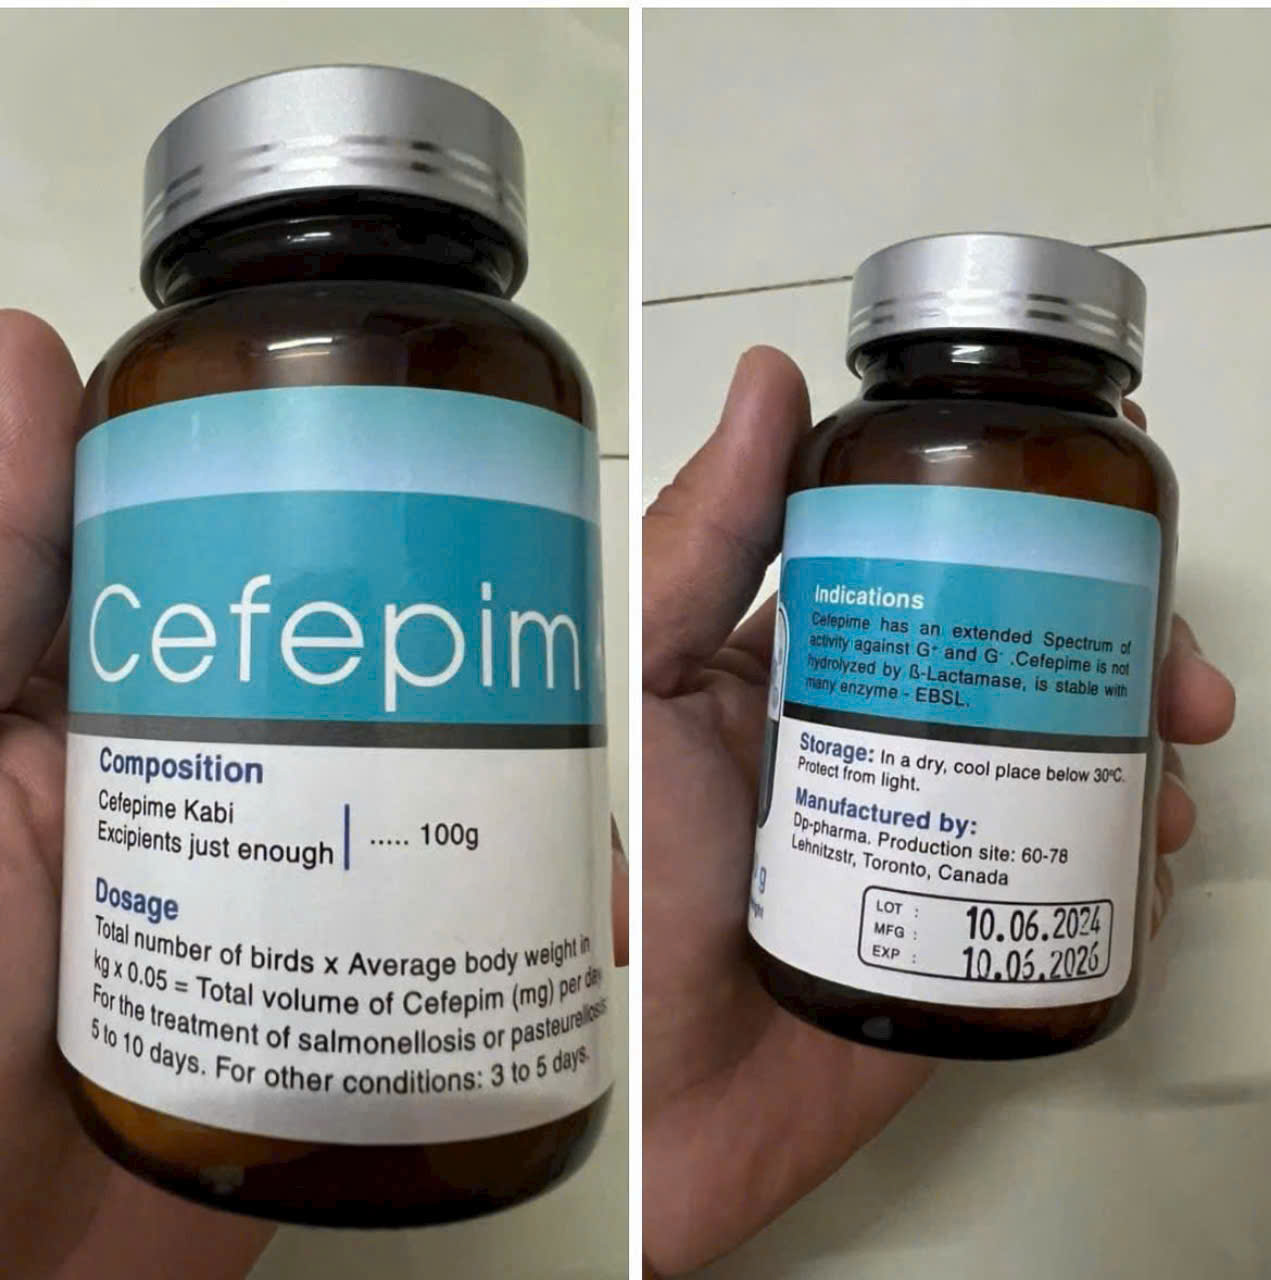 Cefepim
Composition
Cefepime Kabi
Excipients just enough
..... 100g
Dosage
Total number of birds x Average body weight in
kg x 0.05 = Total volume of Cefepim (mg) per day
For the treatment of salmonellosis or pasteurellosis:
5 to 10 days. For other conditions: 3 to 5 days.
Indications
Cefepime has an extended Spectrum of
activity against G+ and G- .Cefepime is not
hydrolyzed by ß-Lactamase, is stable with
many enzyme - EBSL.
Storage: In a dry, cool place below 30ºC.
Protect from light.
Manufactured by:
Dp-pharma. Production site: 60-78
Lehnitzstr, Toronto, Canada
g
LOT :
MFG : 10.06.2024
EXP : 10.06.2026